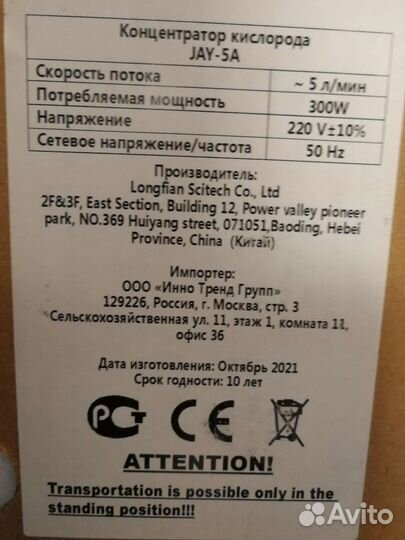 Концентратор кислорода
JAY-5A
Скорость потока ~ 5 л/мин
Потребляемая мощность 300W
Напряжение 220 V±10%
Сетевое напряжение/частота 50 Hz
Производитель:
Longfian Scitech Co., Ltd
2F&3F, East Section, Building 12, Power valley pioneer
park, NO.369 Huiyang street, 071051,Baoding, Hebei
Province, China (Китай)
Импортер:
ООО «Инно Тренд Групп»
129226, Россия, г. Москва, стр. 3
Сельскохозяйственная ул. 11, этаж 1, комната 11,
офис 36
Дата изготовления: Октябрь 2021
Срок годности: 10 лет
РСТ CE
ATTENTION!
Transportation is possible only in the
standing position!!!
Avito